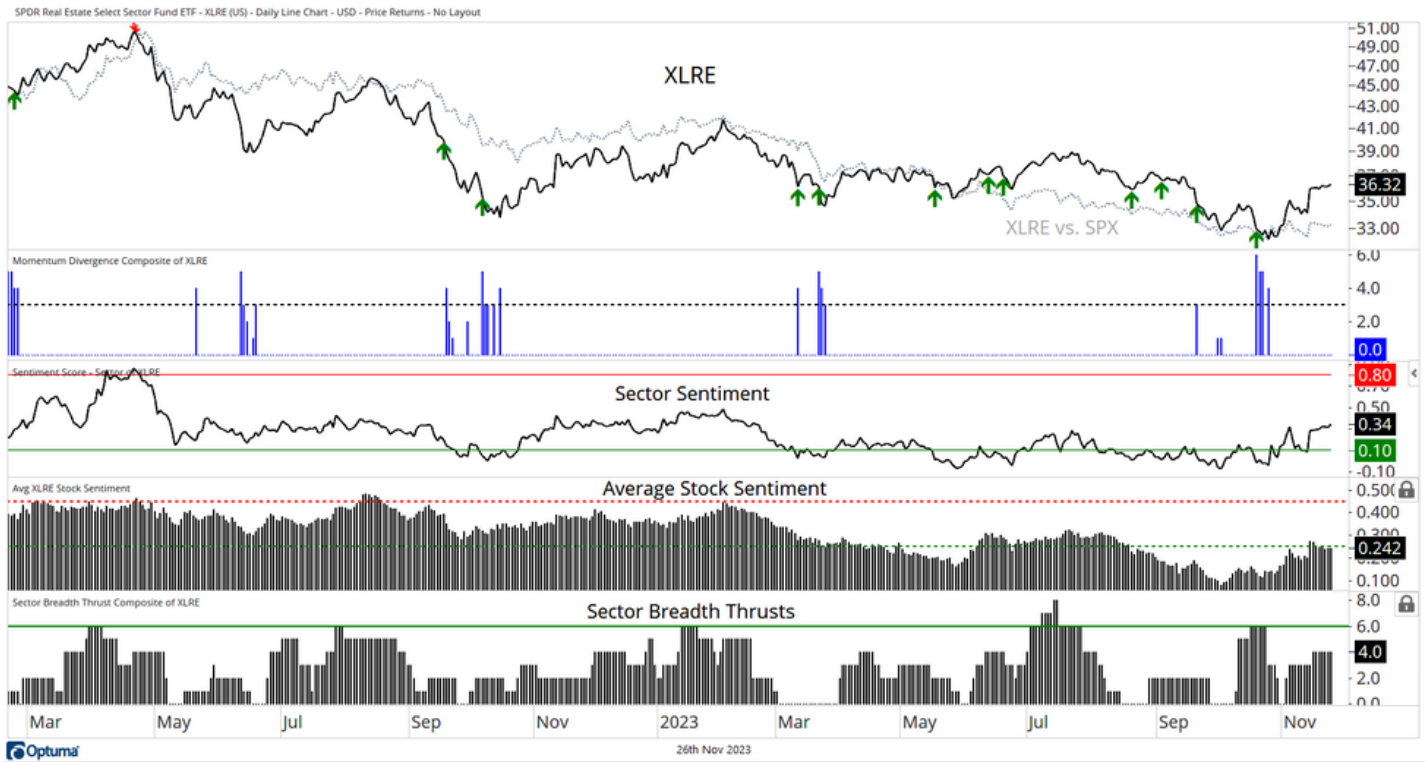 SPDR Real Estate Select Sector Fund ETF - XLRE (US) - Daily Line Chart - USD - Price Returns - No Layout
51.00
49.00
47.00
45.00
43.00
41.00
39.00
36.32
35.00
33.00
XLRE
XLRE vs. SPX
Momentum Divergence Composite of XLRE
6.0
4.0
2.0
0.0
Sentiment Score - Sector of XLRE
Sector Sentiment
0.80
0.50
0.34
0.10
-0.10
Avg XLRE Stock Sentiment
Average Stock Sentiment
0.500
0.400
0.300
0.242
0.100
Sector Breadth Thrust Composite of XLRE
Sector Breadth Thrusts
8.0
6.0
4.0
2.0
0.0
Mar May Jul Sep Nov 2023 Mar May Jul Sep Nov
Optuma
26th Nov 2023